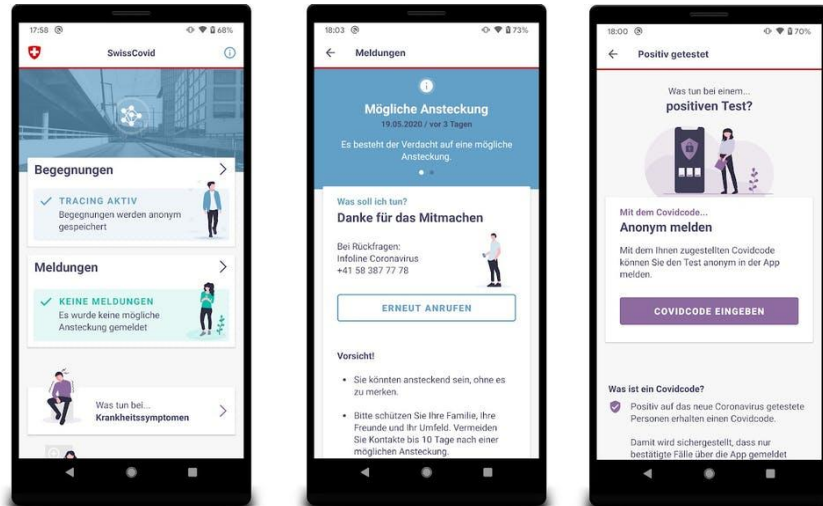 17:58
68%
SwissCovid
Begegnungen
TRACING AKTIV
Begegnungen werden anonym
gespeichert
Meldungen
KEINE MELDUNGEN
Es wurde keine mögliche
Ansteckung gemeldet
Was tun bei...
Krankheitssymptomen
18:03
73%
Meldungen
Mögliche Ansteckung
19.05.2020 / vor 3 Tagen
Es besteht der Verdacht auf eine mögliche
Ansteckung.
Was soll ich tun?
Danke für das Mitmachen
Bei Rückfragen:
Infoline Coronavirus
+41 58 387 77 78
ERNEUT ANRUFEN
Vorsicht!
• Sie könnten ansteckend sein, ohne es
zu merken.
• Bitte schützen Sie Ihre Familie, Ihre
Freunde und Ihr Umfeld. Vermeiden
Sie Kontakte bis 10 Tage nach einer
möglichen Ansteckung.
18:00
70%
Positiv getestet
Was tun bei einem...
positiven Test?
Mit dem Covidcode...
Anonym melden
Mit dem Ihnen zugestellten Covidcode
können Sie den Test anonym in der App
melden.
COVIDCODE EINGEBEN
Was ist ein Covidcode?
Positiv auf das neue Coronavirus getestete
Personen erhalten einen Covidcode.
Damit wird sichergestellt, dass nur
bestätigte Fälle über die App gemeldet